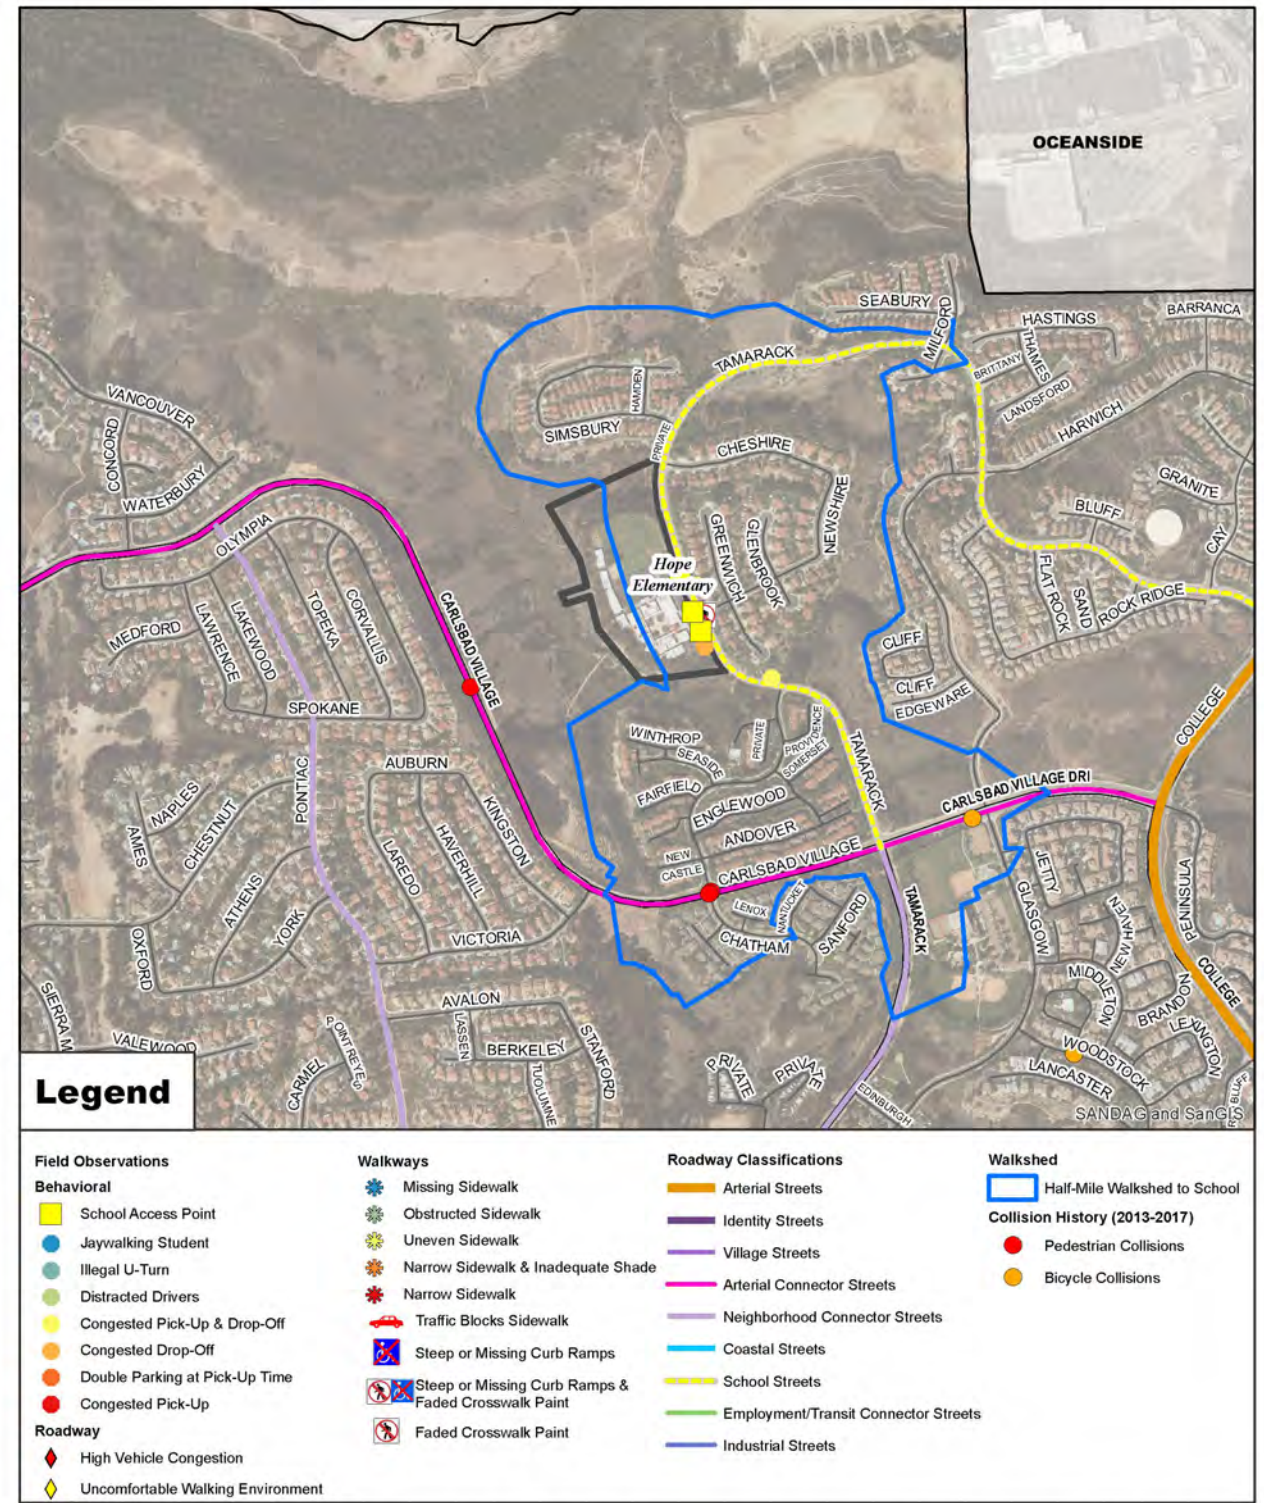 OCEANSIDE
SEABURY
MILFORD
HASTINGS
BARRANCA
THAMES
BRITTANY
LANDSFORD
HARWICH
TAMARACK
HAMDEN
SIMSBURY
PRIVATE
CHESHIRE
NEWSHIRE
GREENWICH
GLENBROOK
VANCOUVER
CONCORD
WATERBURY
OLYMPIA
GRANITE
BLUFF
CAY
FLAT ROCK
SAND
ROCK RIDGE
Hope
Elementary
MEDFORD
LAWRENCE
LAKEWOOD
TOPEKA
CORVALLIS
CARLSBAD VILLAGE
SPOKANE
CLIFF
CLIFF
EDGEWARE
COLLEGE
WINTHROP
SEASIDE
PRIVATE
PROVIDENCE
SOMERSET
TAMARACK
FAIRFIELD
ENGLEWOOD
ANDOVER
NEW
CASTLE
CARLSBAD VILLAGE
CARLSBAD VILLAGE DRI
NAPLES
AMES
CHESTNUT
PONTIAC
AUBURN
KINGSTON
HAVERHILL
LAREDO
ATHENS
YORK
OXFORD
VICTORIA
LENOX
NANTUCKET
CHATHAM
SANFORD
TAMARACK
JETTY
GLASGOW
NEW HAVEN
PENINSULA
COLLEGE
MIDDLETON
BRANDON
LEXINGTON
WOODSTOCK
LANCASTER
SIERRA M
VALEWOOD
POINT REYES
CARMEL
AVALON
LASSEN
BERKELEY
STANFORD
TUOLUMNE
PRIVATE
PRIVATE
EDINBURGH
SANDAG and SanGIS
Legend
Field Observations
Behavioral
School Access Point
Jaywalking Student
Illegal U-Turn
Distracted Drivers
Congested Pick-Up & Drop-Off
Congested Drop-Off
Double Parking at Pick-Up Time
Congested Pick-Up
Roadway
High Vehicle Congestion
Uncomfortable Walking Environment
Walkways
Missing Sidewalk
Obstructed Sidewalk
Uneven Sidewalk
Narrow Sidewalk & Inadequate Shade
Narrow Sidewalk
Traffic Blocks Sidewalk
Steep or Missing Curb Ramps
Steep or Missing Curb Ramps &
Faded Crosswalk Paint
Faded Crosswalk Paint
Roadway Classifications
Arterial Streets
Identity Streets
Village Streets
Arterial Connector Streets
Neighborhood Connector Streets
Coastal Streets
School Streets
Employment/Transit Connector Streets
Industrial Streets
Walkshed
Half-Mile Walkshed to School
Collision History (2013-2017)
Pedestrian Collisions
Bicycle Collisions